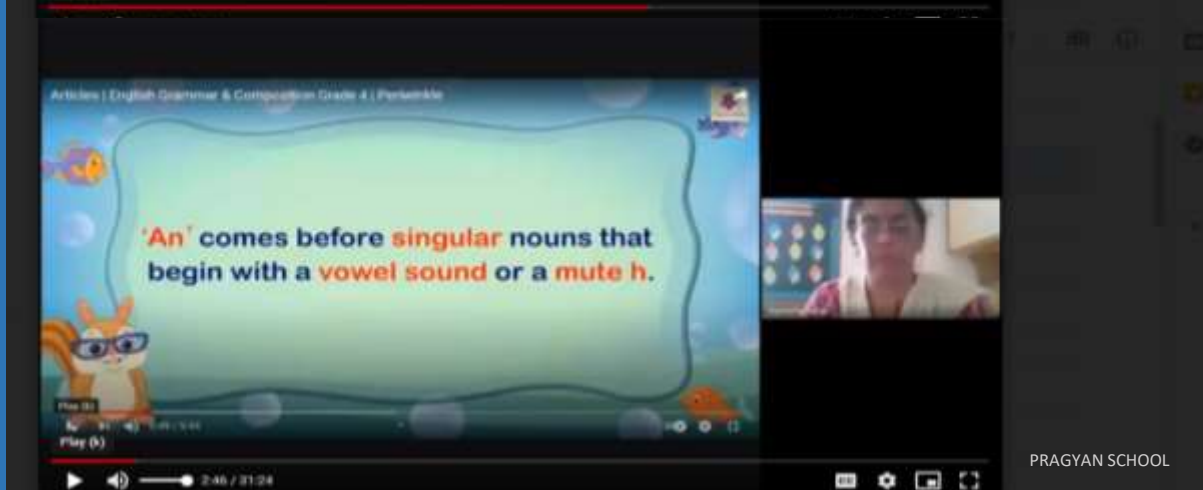 Articles | English Grammar & Composition Grade 4 | Periwinkle
'An' comes before singular nouns that
begin with a vowel sound or a mute h.
Play (k)
Play (k)
2:46 / 31:24
PRAGYAN SCHOOL